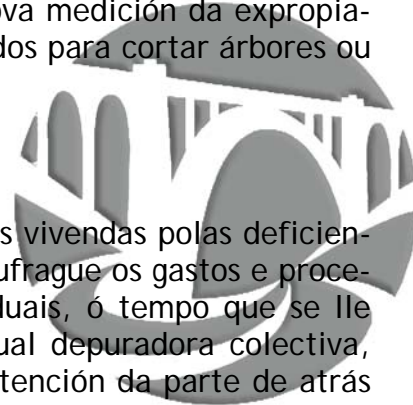 ova medición da expropia-
dos para cortar árbores ou
s vivendas polas deficien-
ufrague os gastos e proce-
duais, ó tempo que se lle
ual depuradora colectiva,
tención da parte de atrás